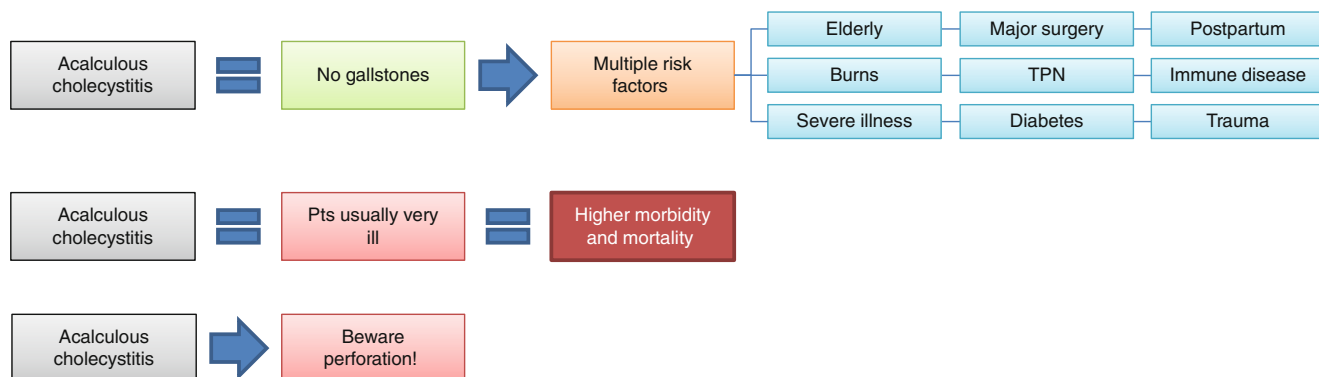 Acalculous
cholecystitis
No gallstones
Multiple risk
factors
Elderly
Major surgery
Postpartum
Burns
TPN
Immune disease
Severe illness
Diabetes
Trauma
Acalculous
cholecystitis
Pts usually very
ill
Higher morbidity
and mortality
Acalculous
cholecystitis
Beware
perforation!